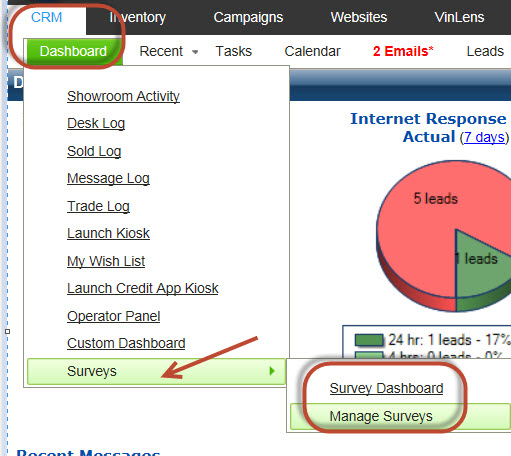 CRM Inventory Campaigns Websites VinLens
Dashboard Recent Tasks Calendar 2 Emails* Leads
D
Showroom Activity
Desk Log
Sold Log
Message Log
Trade Log
Launch Kiosk
My Wish List
Launch Credit App Kiosk
Operator Panel
Custom Dashboard
Surveys
Survey Dashboard
Manage Surveys
Internet Response
Actual (7 days)
5 leads
1 leads
24 hr: 1 leads - 17%
4 hrs: 0 leads - 0%
Recent Messages